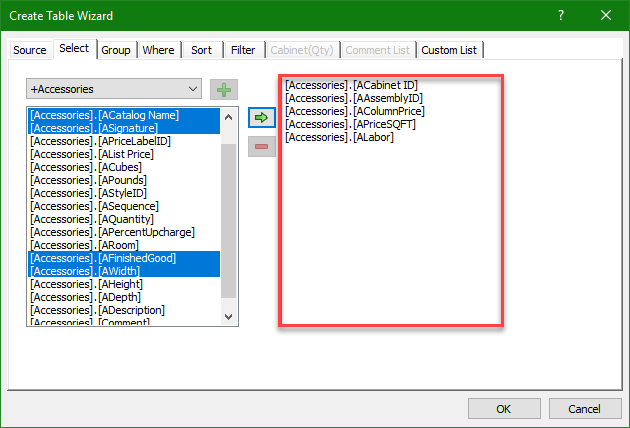 Create Table Wizard
?
Source Select Group Where Sort Filter Cabinet(Qty) Comment List Custom List
+Accessories
[Accessories].[ACatalog Name]
[Accessories].[ASignature]
[Accessories].[APriceLabelID]
[Accessories].[AList Price]
[Accessories].[ACubes]
[Accessories].[APounds]
[Accessories].[AStyleID]
[Accessories].[ASequence]
[Accessories].[AQuantity]
[Accessories].[APercentUpcharge]
[Accessories].[ARoom]
[Accessories].[AFinishedGood]
[Accessories].[AWidth]
[Accessories].[AHeight]
[Accessories].[ADepth]
[Accessories].[ADescription]
[Accessories].[Comment]
[Accessories].[ACabinet ID]
[Accessories].[AAssemblyID]
[Accessories].[AColumnPrice]
[Accessories].[APriceSQFT]
[Accessories].[ALabor]
OK Cancel